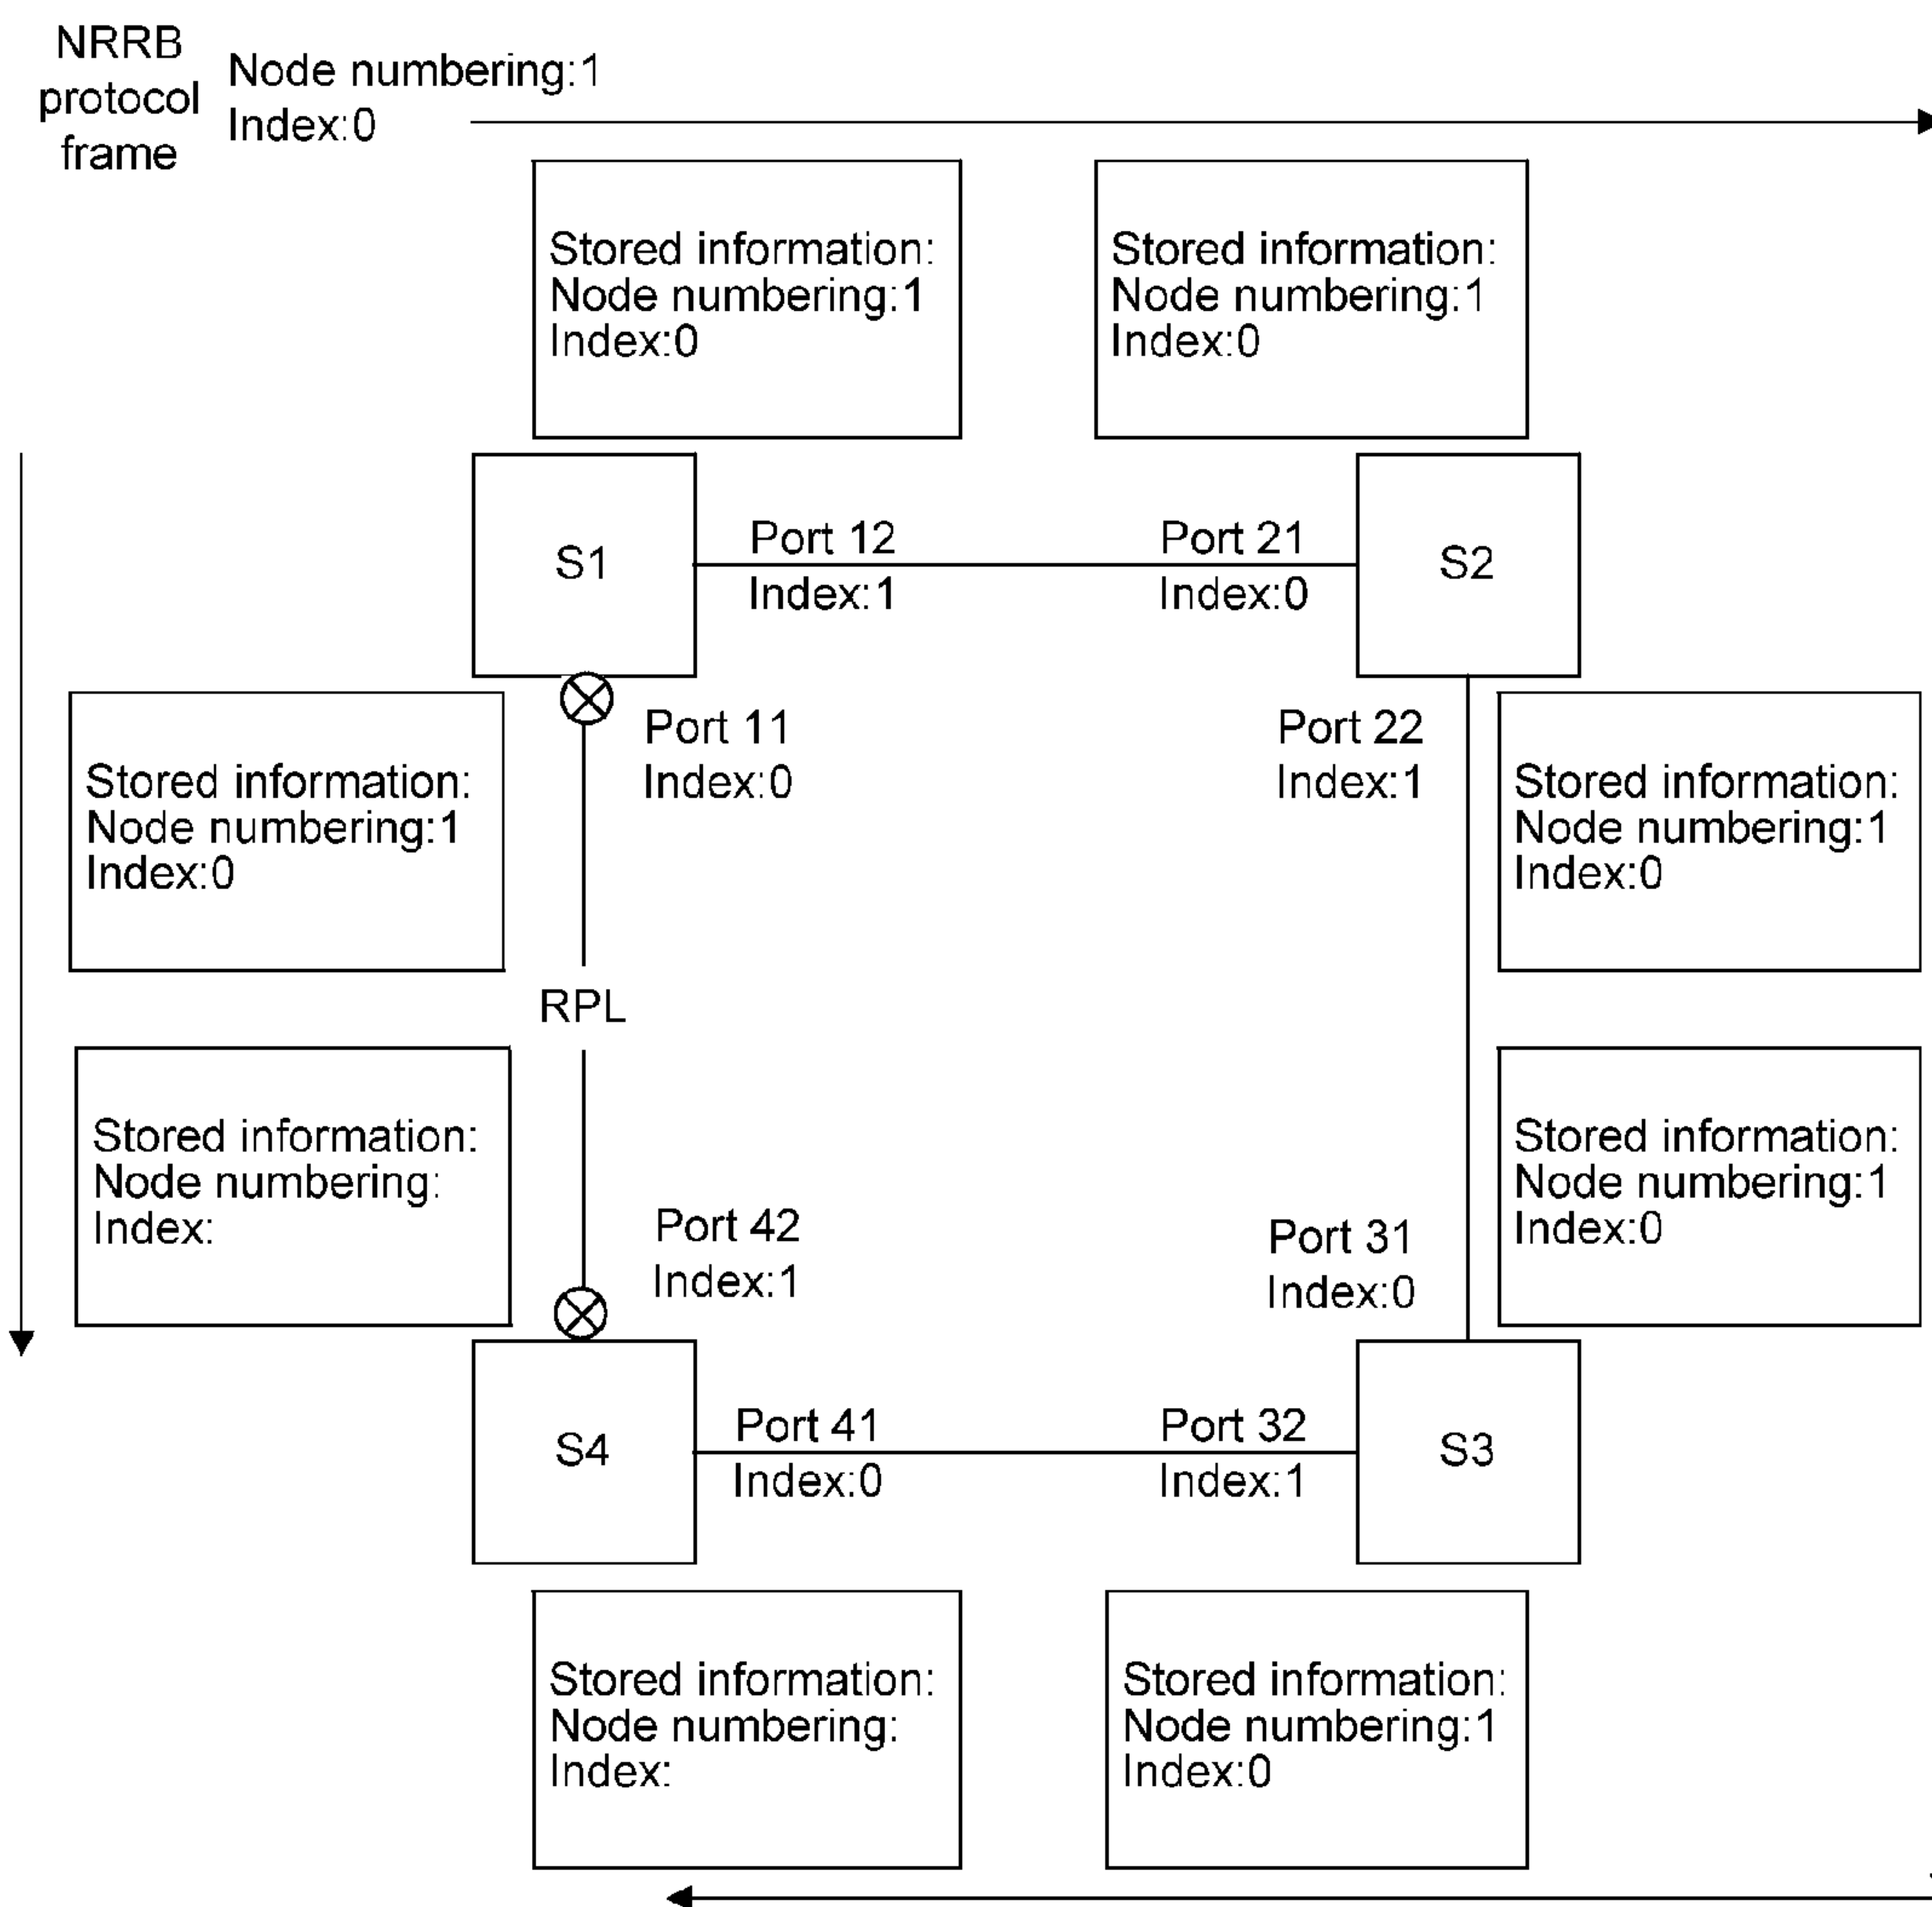 NRRB
protocol
frame
Node numbering:1
Index:0
Stored information:
Node numbering:1
Index:0
Stored information:
Node numbering:1
Index:0
S1
Port 12
Index:1
Port 21
Index:0
S2
Port 11
Index:0
Port 22
Index:1
Stored information:
Node numbering:1
Index:0
Stored information:
Node numbering:1
Index:0
RPL
Stored information:
Node numbering:
Index:
Stored information:
Node numbering:1
Index:0
Port 42
Index:1
Port 31
Index:0
S4
Port 41
Index:0
Port 32
Index:1
S3
Stored information:
Node numbering:
Index:
Stored information:
Node numbering:1
Index:0